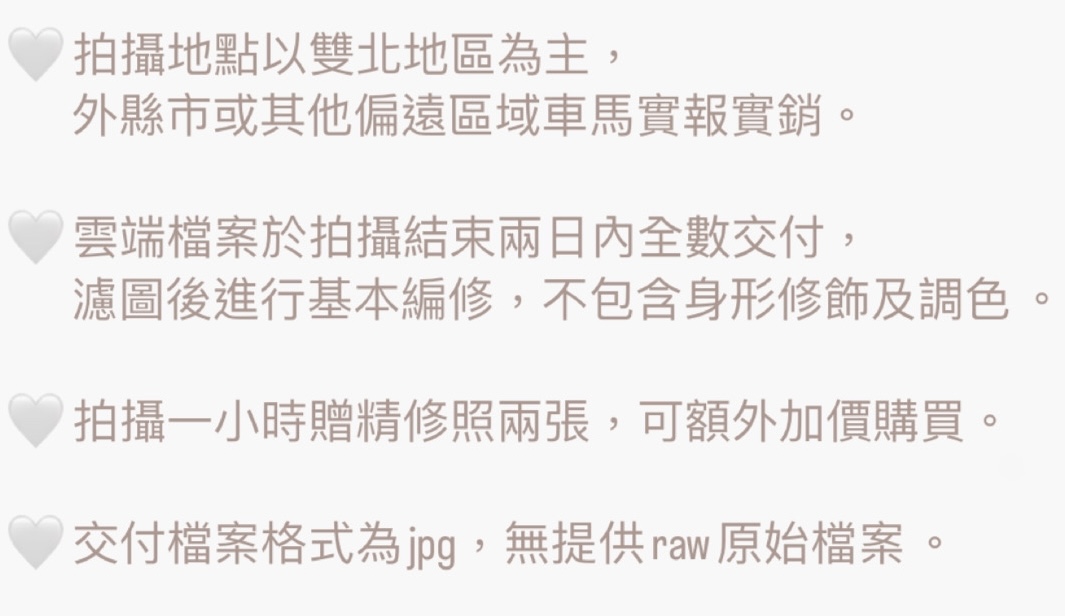 🤍拍攝地點以雙北地區為主，
外縣市或其他偏遠區域車馬實報實銷。
🤍雲端檔案於拍攝結束兩日內全數交付，
濾圖後進行基本編修，不包含身形修飾及調色。
🤍拍攝一小時贈精修照兩張，可額外加價購買。
🤍交付檔案格式為jpg，無提供raw原始檔案。